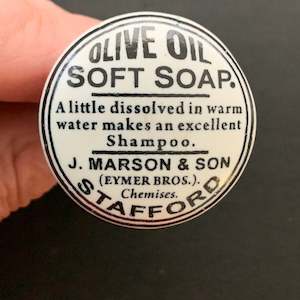 OLIVE OIL
SOFT SOAP.
A little dissolved in warm
water makes an excellent
Shampoo.
J. MARSON & SON
(EYMER BROS.).
Chemises.
STAFFORD